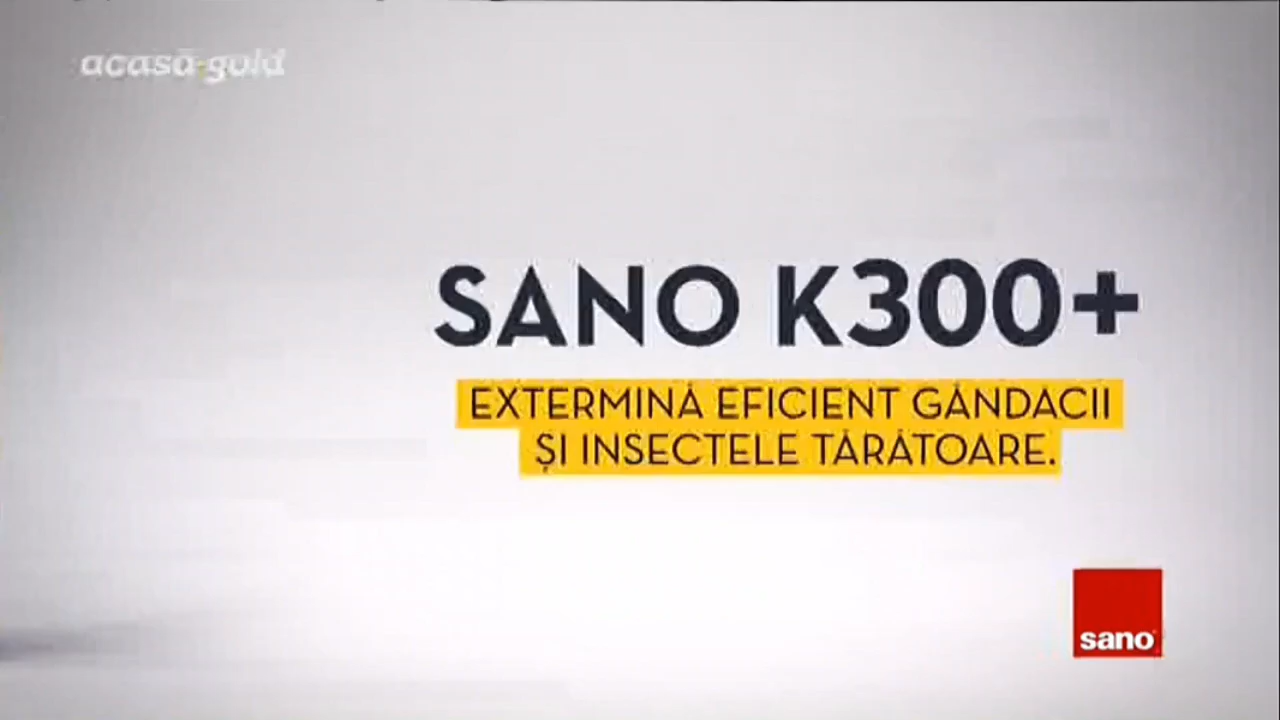 acasă gold
SANO K300+
EXTERMINĂ EFICIENT GÂNDACII
ȘI INSECTELE TÂRÂTOARE.
sano